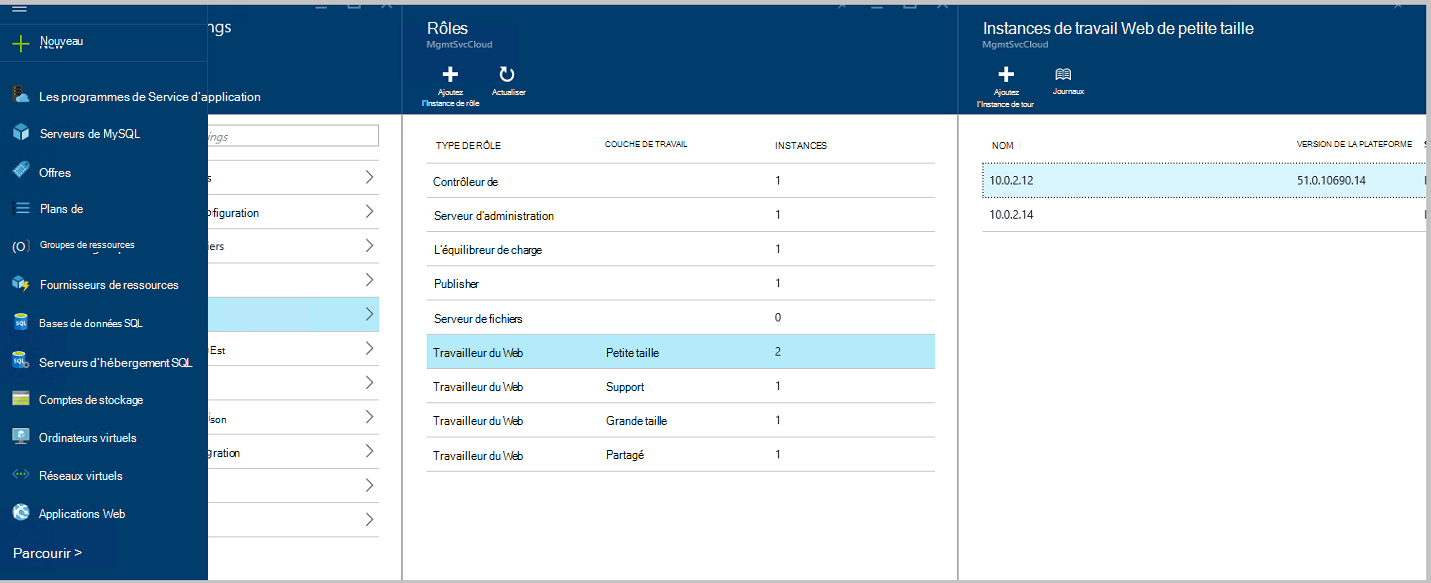 Nouveau
Les programmes de Service d'application
Serveurs de MySQL
Offres
Plans de
Groupes de ressources
Fournisseurs de ressources
Bases de données SQL
Serveurs d'hébergement SQL
Comptes de stockage
Ordinateurs virtuels
Réseaux virtuels
Applications Web
Parcourir >
ngs
ings
s
figuration
iers
Est
son
gration
Rôles
MgmtSvcCloud
Ajoutez
l'Instance de rôle
Actualiser
TYPE DE RÔLE COUCHE DE TRAVAIL INSTANCES
Contrôleur de 1
Serveur d'administration 1
L'équilibreur de charge 1
Publisher 1
Serveur de fichiers 0
Travailleur du Web Petite taille 2
Travailleur du Web Support 1
Travailleur du Web Grande taille 1
Travailleur du Web Partagé 1
Instances de travail Web de petite taille
MgmtSvcCloud
Ajoutez
l'Instance de tour
Journaux
NOM VERSION DE LA PLATEFORME
10.0.2.12 51.0.10690.14
10.0.2.14